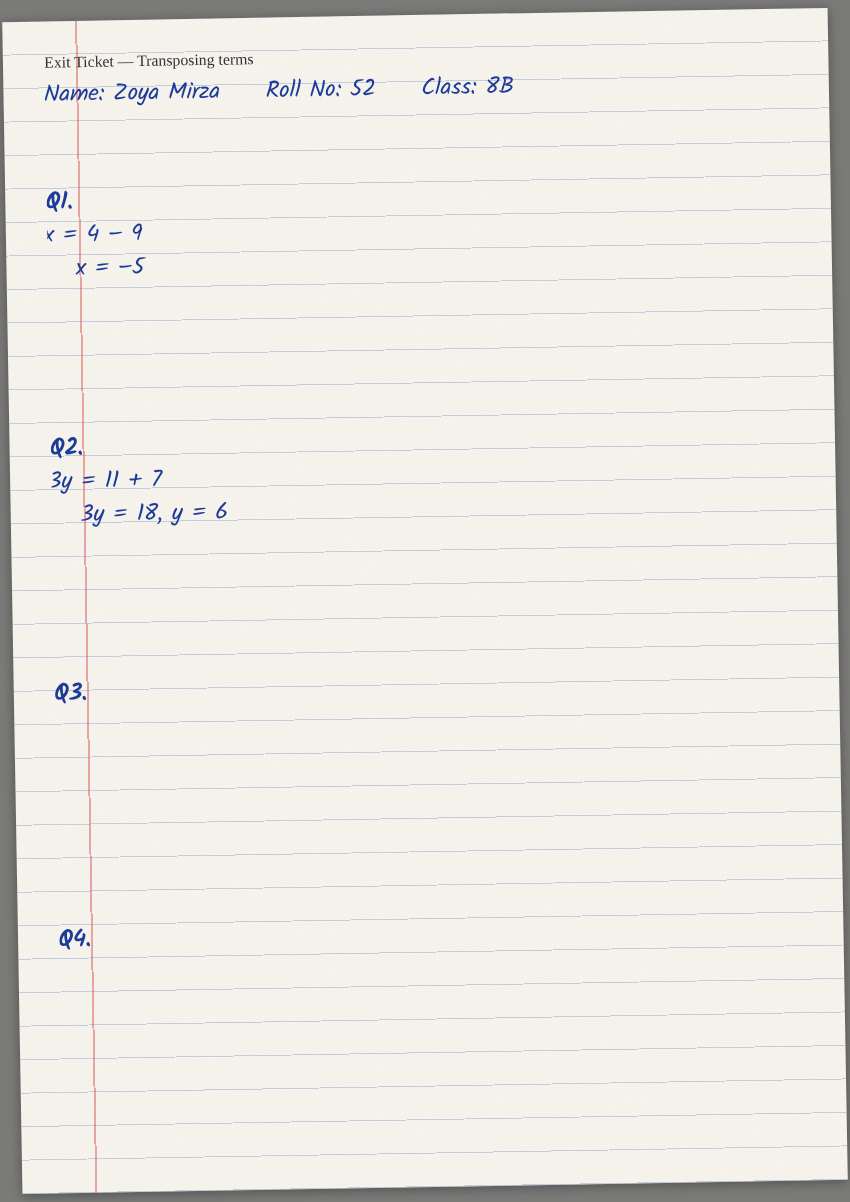 Exit Ticket — Transposing terms
Name: Zoya Mirza Roll No: 52 Class: 8B
Q1.
x = 4 − 9
x = −5
Q2.
3y = 11 + 7
3y = 18, y = 6
Q3.
Q4.